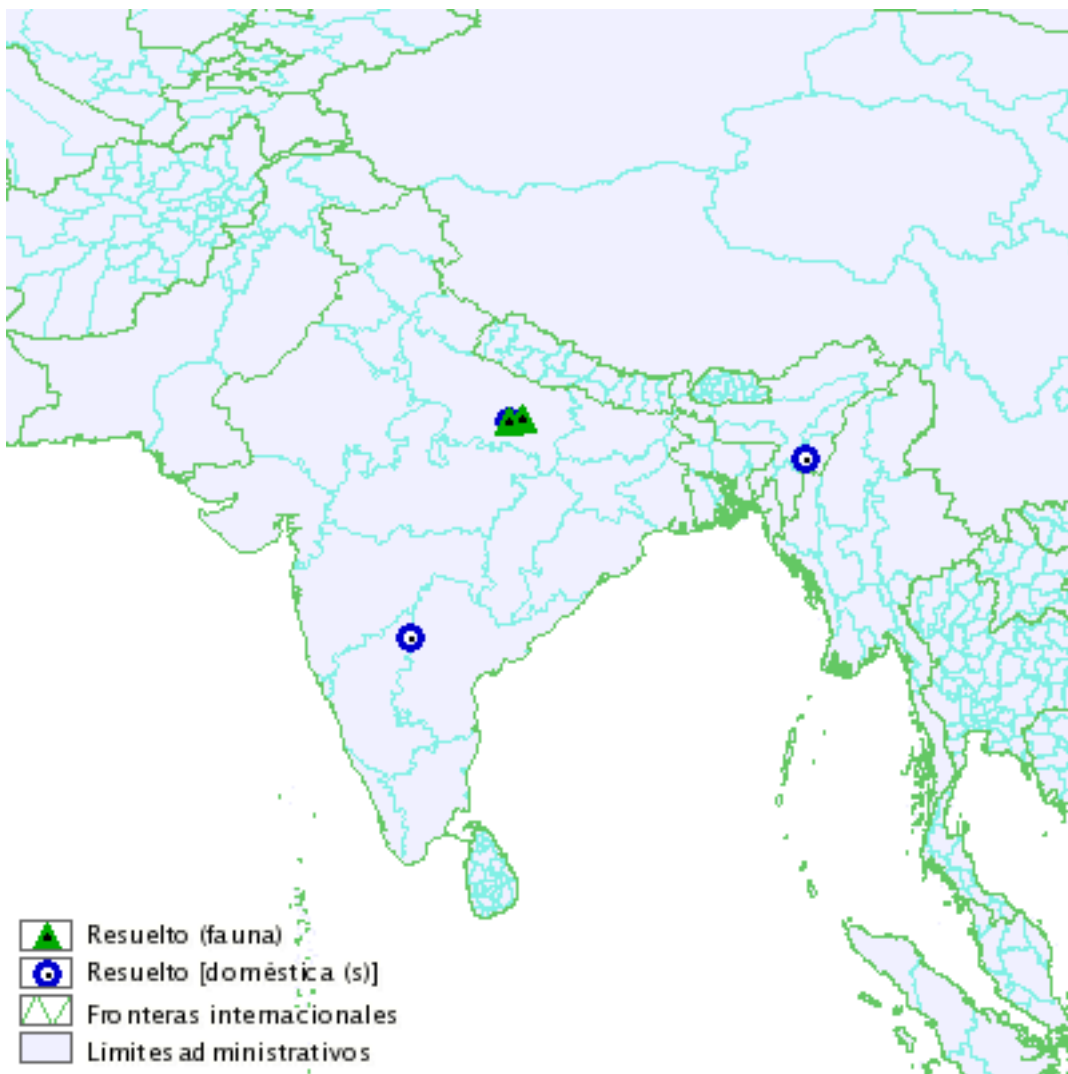 Resuelto (fauna)
Resuelto [doméstica (s)]
Fronteras internacionales
Límites administrativos